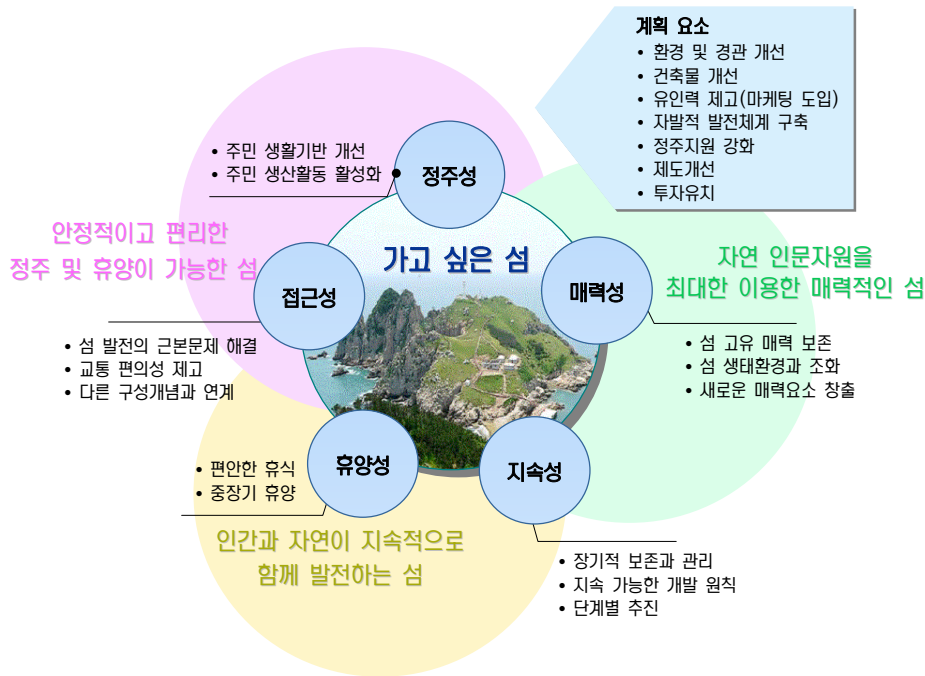 계획 요소
• 환경 및 경관 개선
• 건축물 개선
• 유인력 제고(마케팅 도입)
• 자발적 발전체계 구축
• 정주지원 강화
• 제도개선
• 투자유치
• 주민 생활기반 개선
• 주민 생산활동 활성화
정주성
안정적이고 편리한
정주 및 휴양이 가능한 섬
가고 싶은 섬
자연 인문자원을
최대한 이용한 매력적인 섬
접근성
매력성
• 섬 발전의 근본문제 해결
• 교통 편의성 제고
• 다른 구성개념과 연계
• 섬 고유 매력 보존
• 섬 생태환경과 조화
• 새로운 매력요소 창출
휴양성
지속성
• 편안한 휴식
• 중장기 휴양
인간과 자연이 지속적으로
함께 발전하는 섬
• 장기적 보존과 관리
• 지속 가능한 개발 원칙
• 단계별 추진